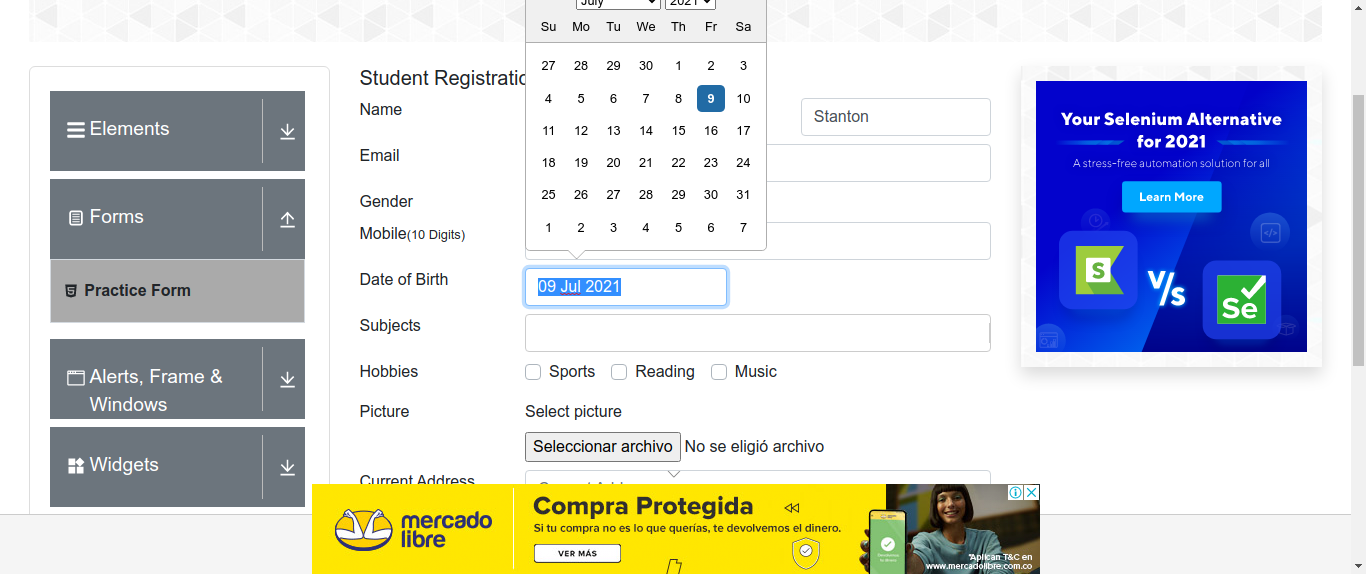 July 2021
Su Mo Tu We Th Fr Sa
27 28 29 30 1 2 3
4 5 6 7 8 9 10
11 12 13 14 15 16 17
18 19 20 21 22 23 24
25 26 27 28 29 30 31
1 2 3 4 5 6 7
Elements
Forms
Practice Form
Alerts, Frame &
Windows
Widgets
Student Registratio
Name
Stanton
Email
Gender
Mobile(10 Digits)
Date of Birth
09 Jul 2021
Subjects
Hobbies
Sports Reading Music
Picture
Select picture
Seleccionar archivo No se eligió archivo
Current Address
Your Selenium Alternative
for 2021
A stress-free automation solution for all
Learn More
S
V/s
Se
mercado
libre
Compra Protegida
Si tu compra no es lo que querías, te devolvemos el dinero.
VER MÁS
*Aplican T&C en
www.mercadolibre.com.co